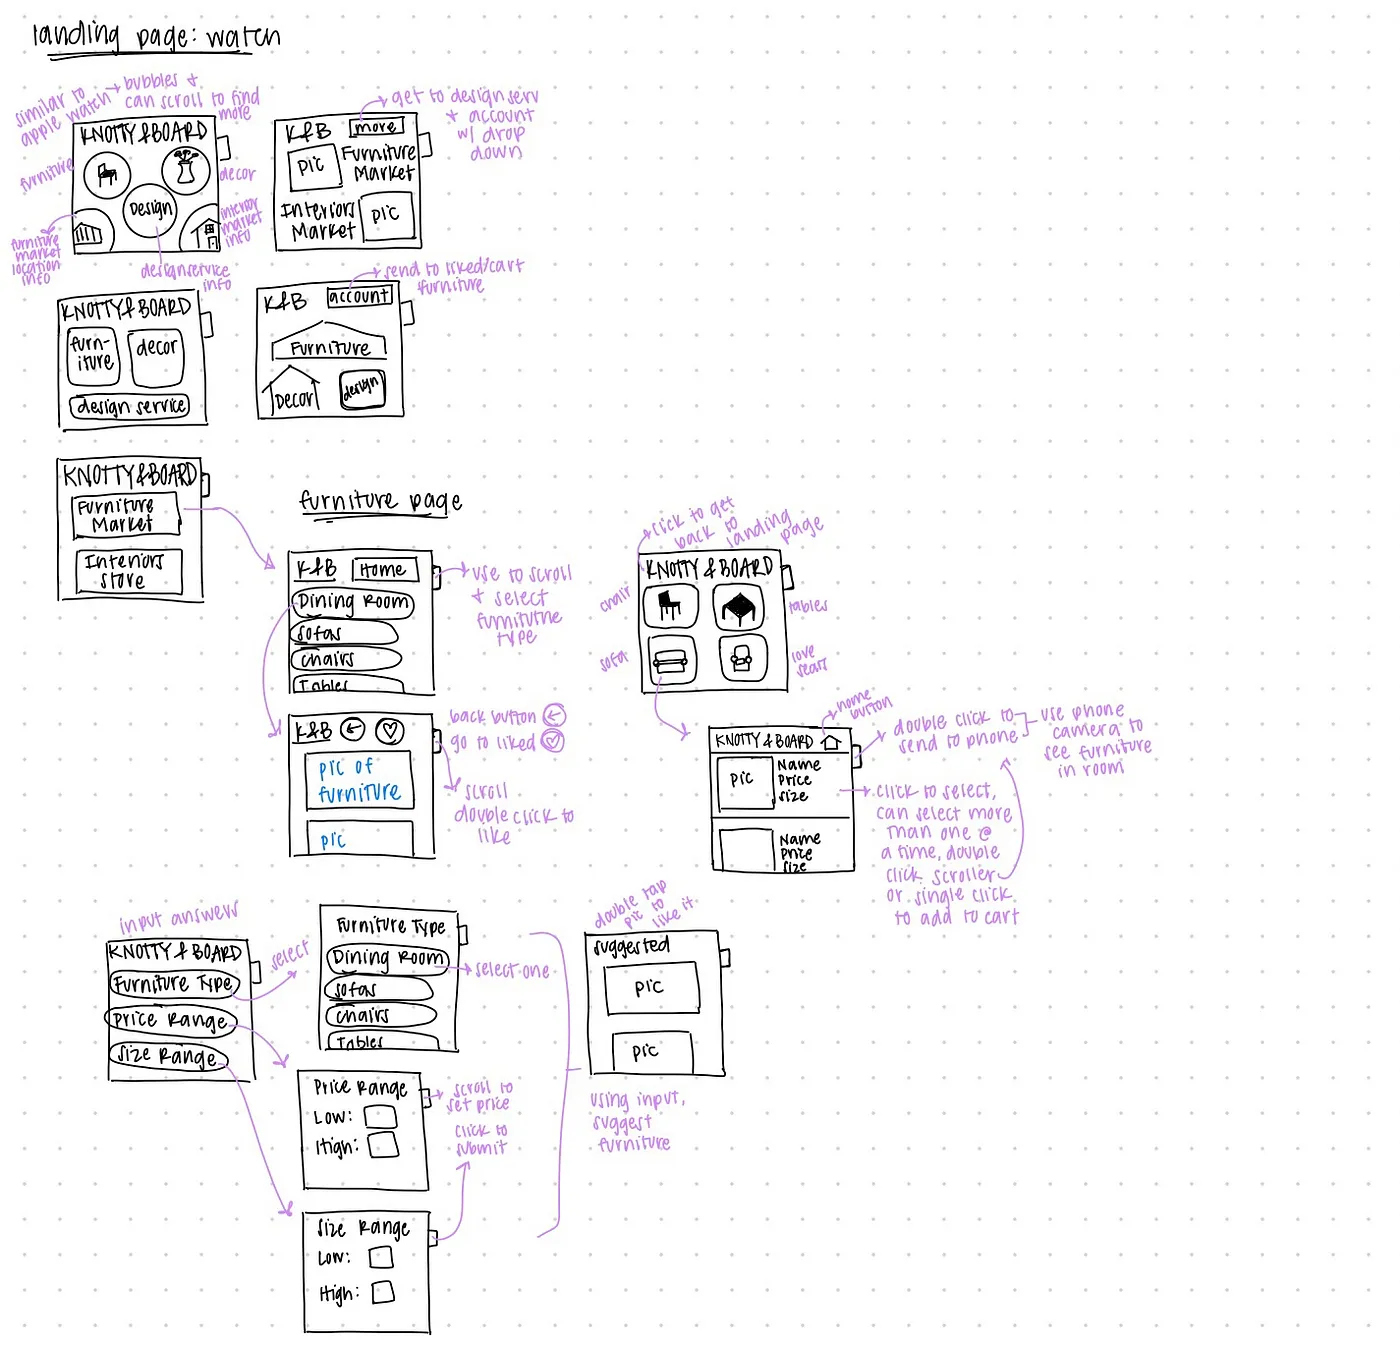 landing page: watch
similar to
apple watch
bubbles &
can scroll to find
more
KNOTTY & BOARD
furniture
decor
Design
furniture
market
location
info
design service
info
interior
market
info
K&B
more
get to design serv
& account
w/ drop
down
pic
Furniture
Market
Interiors
Market
pic
KNOTTY & BOARD
furn-
iture
decor
design service
K&B
account
send to liked/cart
furniture
Furniture
Decor
design
KNOTTY & BOARD
Furniture
Market
Interiors
Store
furniture page
K&B
Home
Dining Room
Sofas
Chairs
Tables
use to scroll
& select
furniturne
type
K&B
back button
go to liked
pic of
furniture
pic
scroll
double click to
like
click to get
back to
landing
page
KNOTTY & BOARD
chair
tables
sofa
love
seats
home
button
KNOTTY & BOARD
pic
Name
Price
Size
Name
Price
Size
double click to
send to phone
use phone
camera to
see furniture
in room
click to select,
can select more
than one @
a time, double
click scroller
or single click
to add to cart
input answers
KNOTTY & BOARD
Furniture Type
Price Range
Size Range
select
Furniture Type
Dining Room
Sofas
Chairs
Tables
select one
Price Range
Low:
High:
scroll to
set price
click to
submit
Size Range
Low:
High:
double tap
pic to
like it
suggested
pic
pic
using input,
suggest
furniture